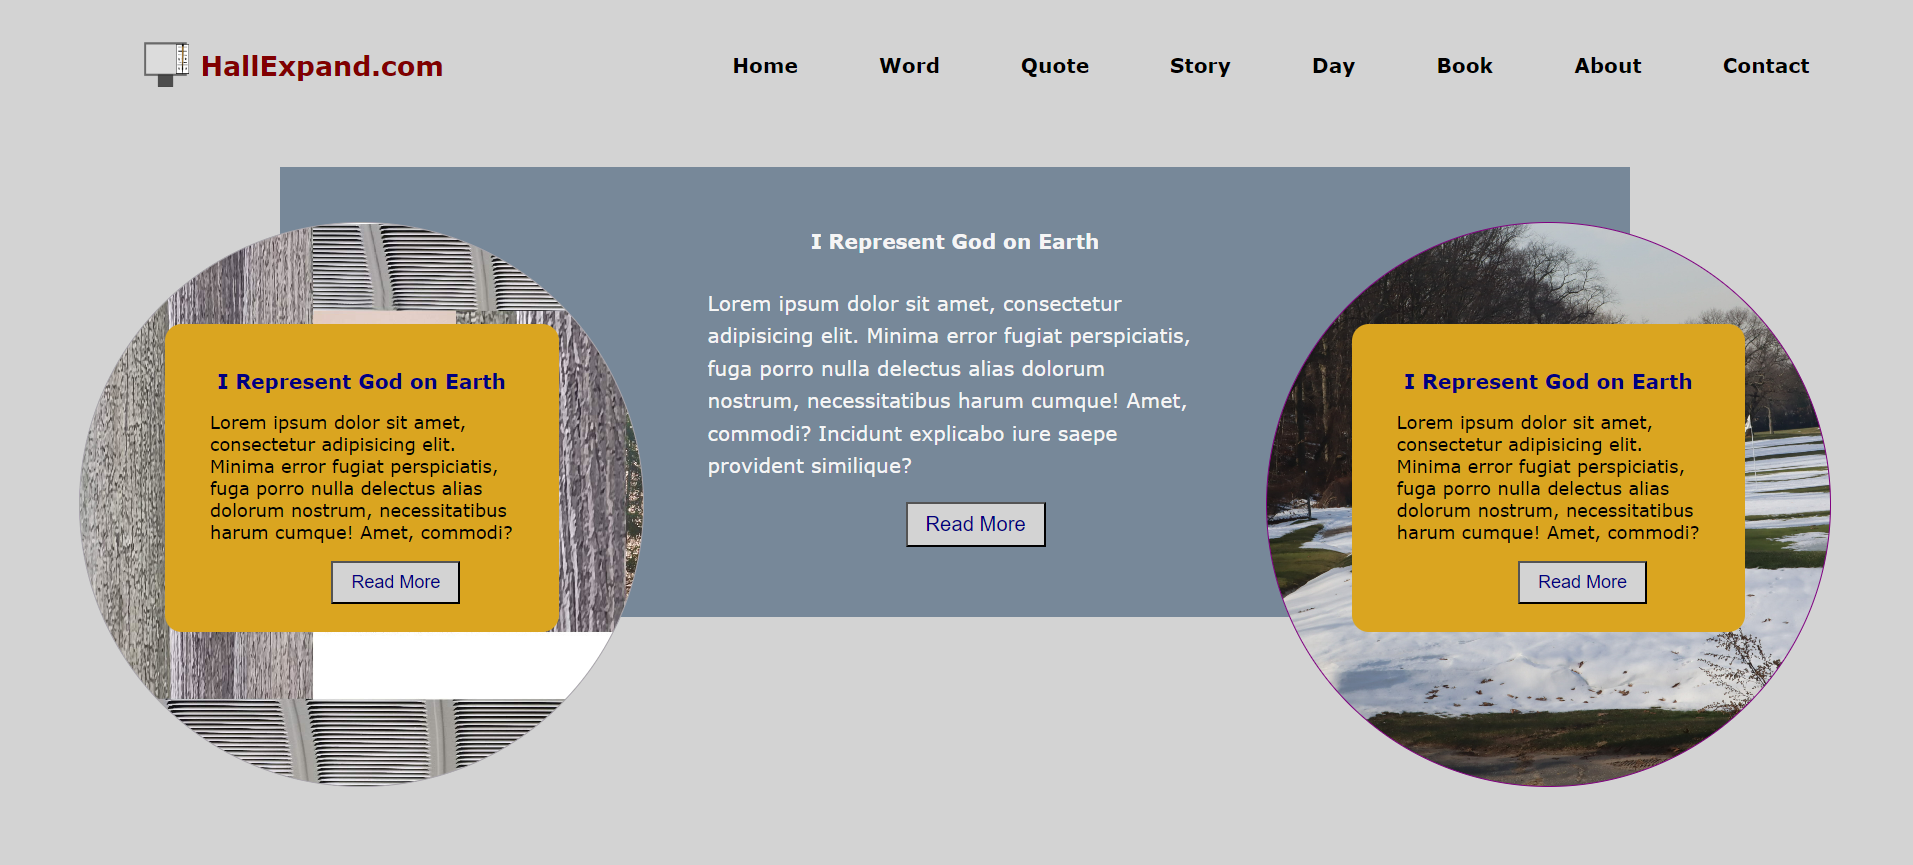 HallExpand.com
Home Word Quote Story Day Book About Contact
I Represent God on Earth
Lorem ipsum dolor sit amet,
consectetur adipisicing elit.
Minima error fugiat perspiciatis,
fuga porro nulla delectus alias
dolorum nostrum, necessitatibus
harum cumque! Amet, commodi?
Read More
I Represent God on Earth
Lorem ipsum dolor sit amet, consectetur
adipisicing elit. Minima error fugiat perspiciatis,
fuga porro nulla delectus alias dolorum
nostrum, necessitatibus harum cumque! Amet,
commodi? Incidunt explicabo iure saepe
provident similique?
Read More
I Represent God on Earth
Lorem ipsum dolor sit amet,
consectetur adipisicing elit.
Minima error fugiat perspiciatis,
fuga porro nulla delectus alias
dolorum nostrum, necessitatibus
harum cumque! Amet, commodi?
Read More